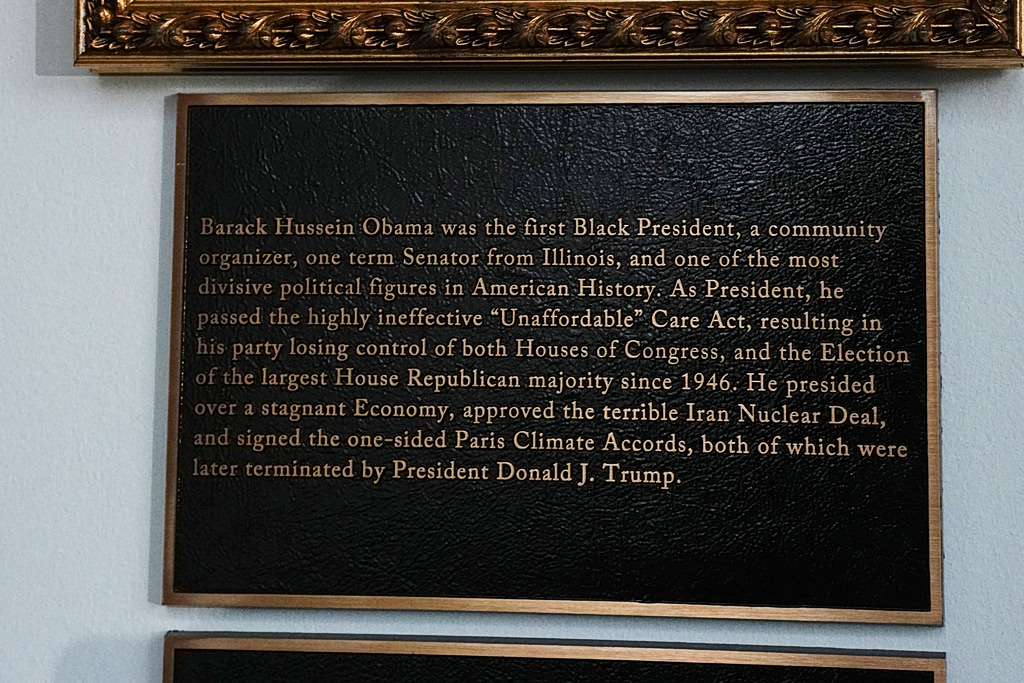 Barack Hussein Obama was the first Black President, a community
organizer, one term Senator from Illinois, and one of the most
divisive political figures in American History. As President, he
passed the highly ineffective “Unaffordable” Care Act, resulting in
his party losing control of both Houses of Congress, and the Election
of the largest House Republican majority since 1946. He presided
over a stagnant Economy, approved the terrible Iran Nuclear Deal,
and signed the one-sided Paris Climate Accords, both of which were
later terminated by President Donald J. Trump.